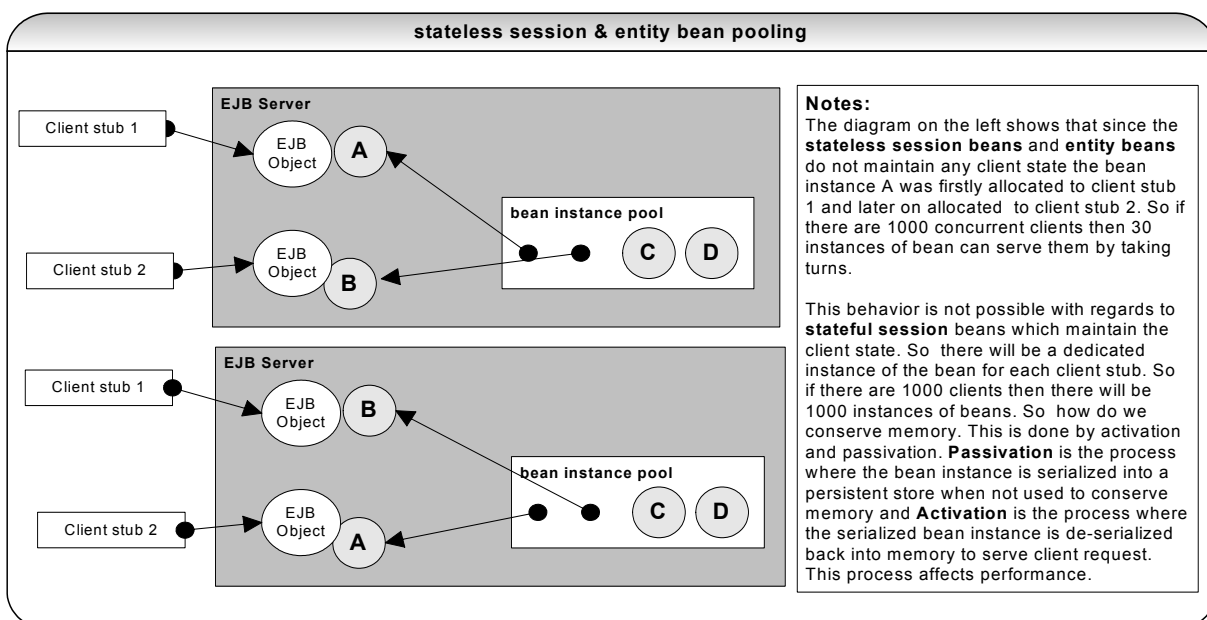 stateless session & entity bean pooling
EJB Server
Client stub 1
EJB
Object
A
bean instance pool
C
D
Client stub 2
EJB
Object
B
EJB Server
Client stub 1
EJB
Object
B
bean instance pool
C
D
Client stub 2
EJB
Object
A
Notes:
The diagram on the left shows that since the
stateless session beans and entity beans
do not maintain any client state the bean
instance A was firstly allocated to client stub
1 and later on allocated to client stub 2. So if
there are 1000 concurrent clients then 30
instances of bean can serve them by taking
turns.
This behavior is not possible with regards to
stateful session beans which maintain the
client state. So there will be a dedicated
instance of the bean for each client stub. So
if there are 1000 clients then there will be
1000 instances of beans. So how do we
conserve memory. This is done by activation
and passivation. Passivation is the process
where the bean instance is serialized into a
persistent store when not used to conserve
memory and Activation is the process where
the serialized bean instance is de-serialized
back into memory to serve client request.
This process affects performance.